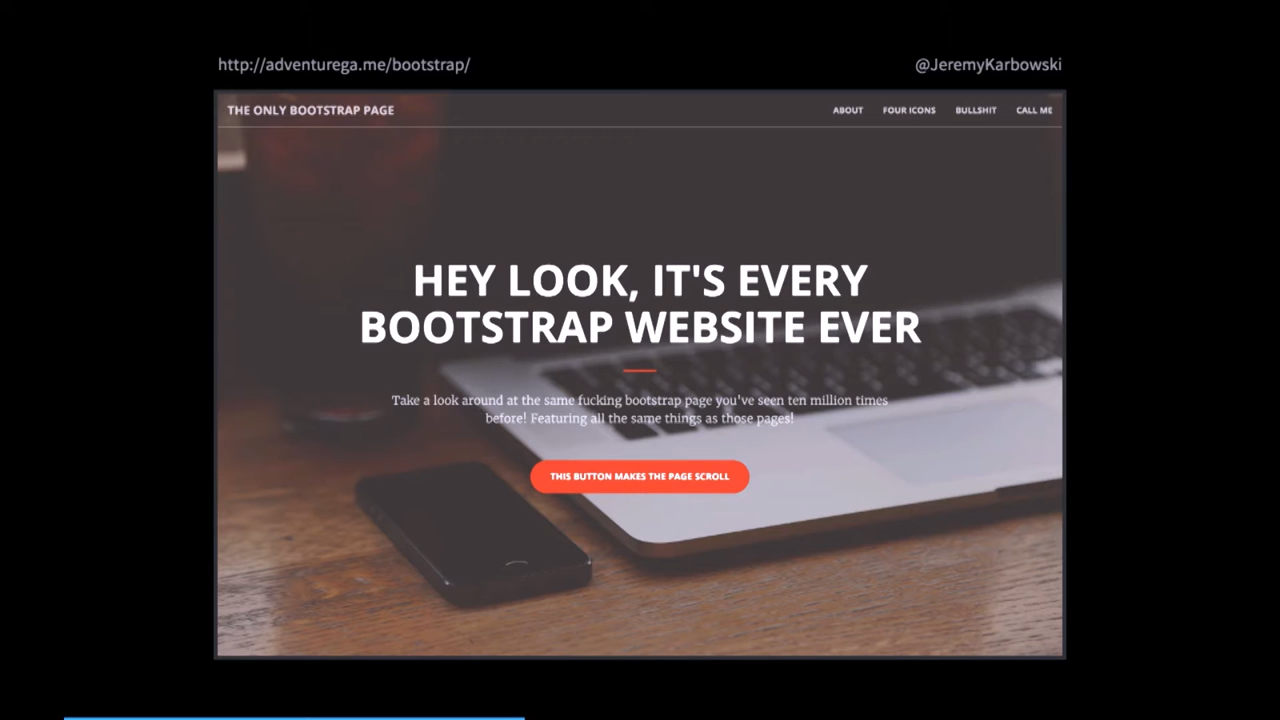 http://adventurega.me/bootstrap/ @JeremyKarbowski
THE ONLY BOOTSTRAP PAGE ABOUT FOUR ICONS BULLSHIT CALL ME
HEY LOOK, IT'S EVERY
BOOTSTRAP WEBSITE EVER
Take a look around at the same fucking bootstrap page you've seen ten million times
before! Featuring all the same things as those pages!
THIS BUTTON MAKES THE PAGE SCROLL